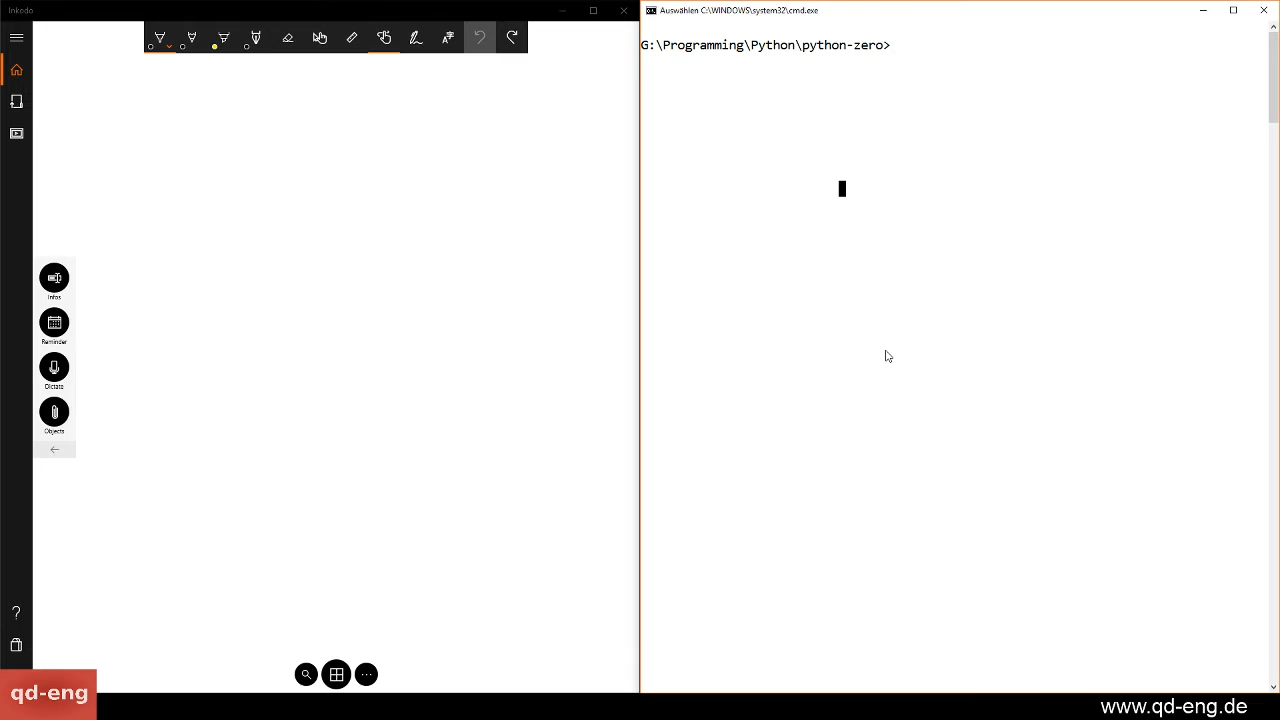 Inkodo
Auswählen C:\WINDOWS\system32\cmd.exe
G:\Programming\Python\python-zero>
Infos
Reminder
Dictate
Objects
qd-eng
www.qd-eng.de